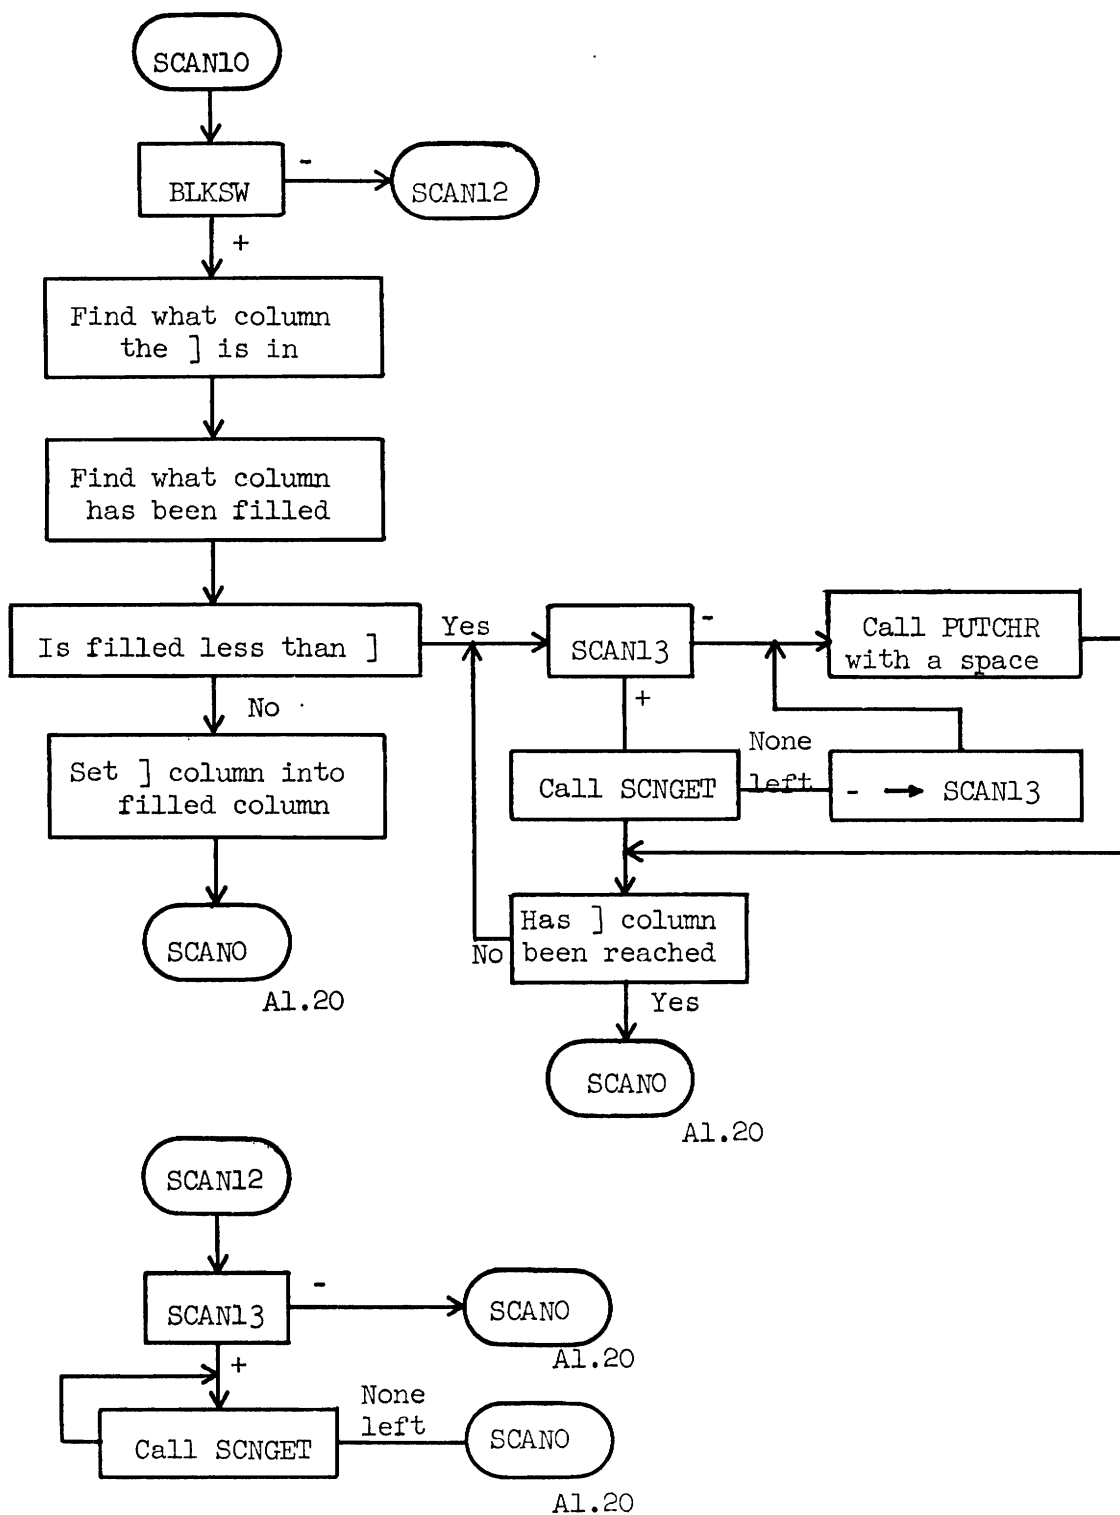 SCAN10
-
BLKSW
SCAN12
+
Find what column
the ] is in
Find what column
has been filled
Is filled less than ]
Yes
SCAN13
-
Call PUTCHR
with a space
No
+
Set ] column into
filled column
Call SCNGET
None
left
- → SCAN13
SCANO
A1.20
Has ] column
been reached
No
Yes
SCANO
A1.20
SCAN12
SCAN13
-
SCANO
A1.20
+
Call SCNGET
None
left
SCANO
A1.20